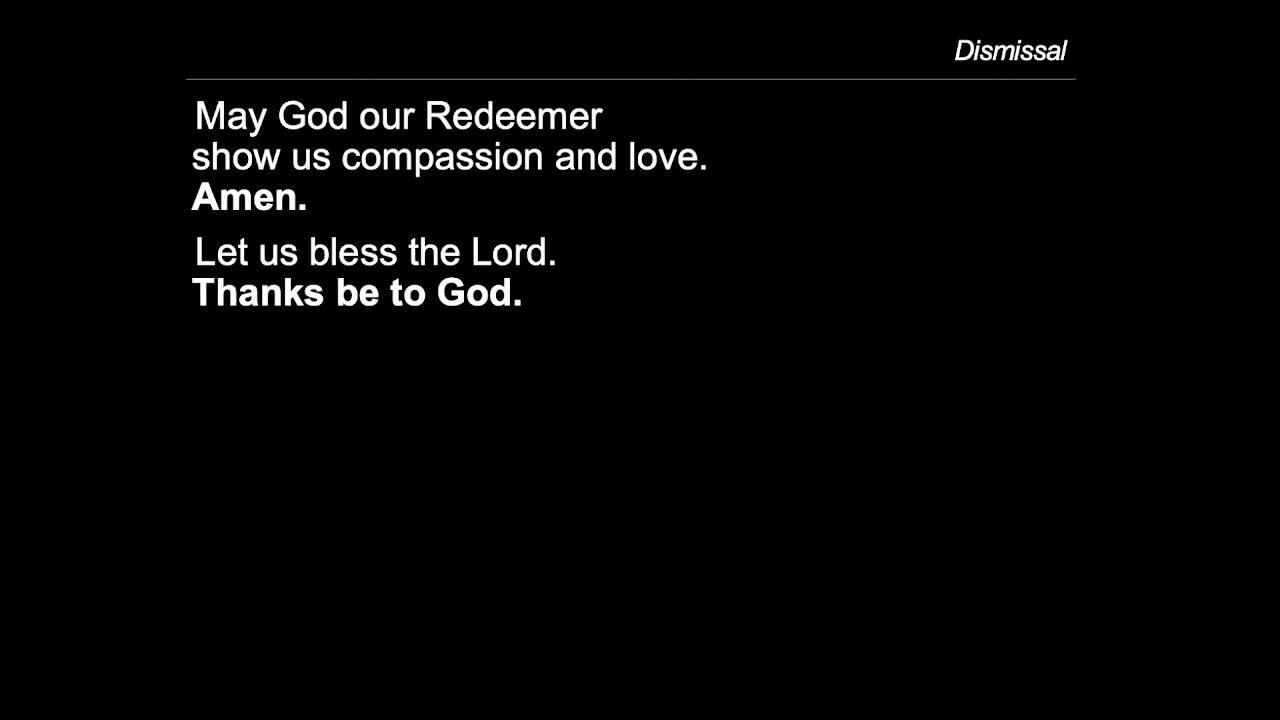 Dismissal
May God our Redeemer
show us compassion and love.
Amen.
Let us bless the Lord.
Thanks be to God.